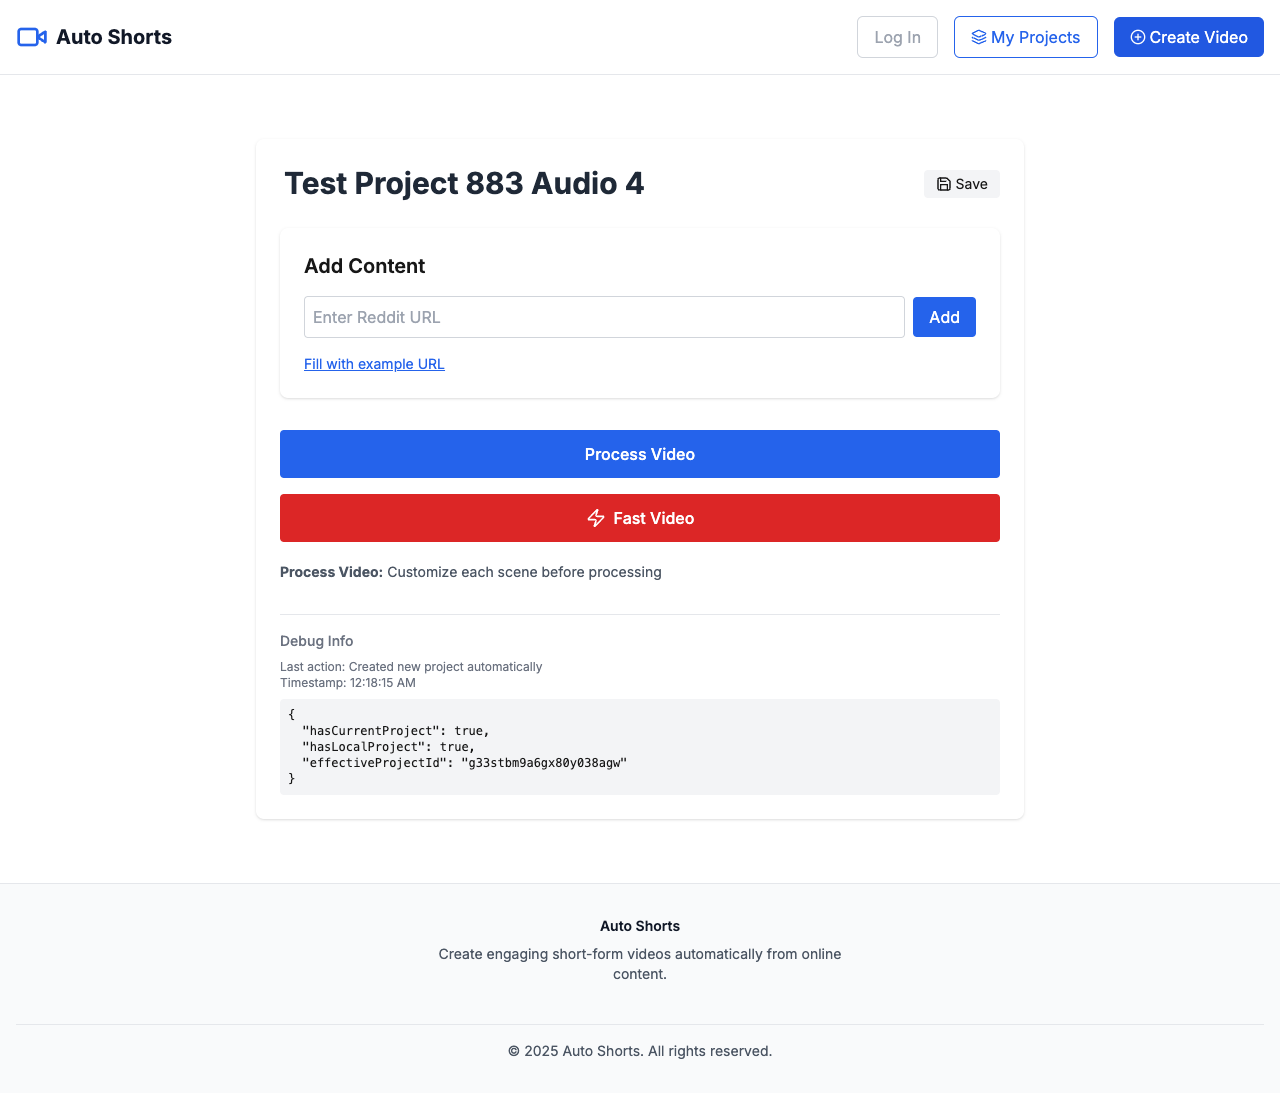 Auto Shorts
Log In
My Projects
Create Video
Test Project 883 Audio 4
Save
Add Content
Enter Reddit URL
Add
Fill with example URL
Process Video
Fast Video
Process Video: Customize each scene before processing
Debug Info
Last action: Created new project automatically
Timestamp: 12:18:15 AM
{
  "hasCurrentProject": true,
  "hasLocalProject": true,
  "effectiveProjectId": "g33stbm9a6gx80y038agw"
}
Auto Shorts
Create engaging short-form videos automatically from online
content.
© 2025 Auto Shorts. All rights reserved.